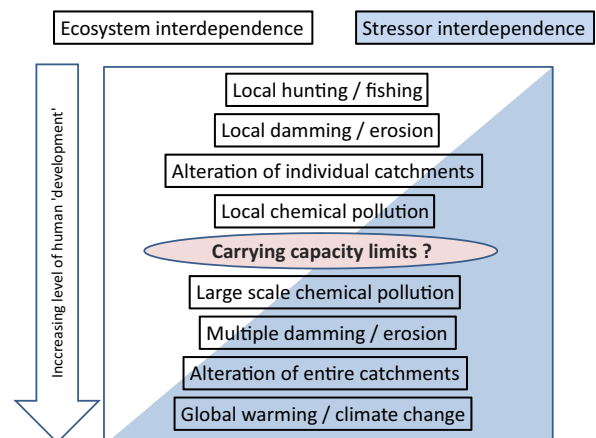 Ecosystem interdependence
Stressor interdependence
Inccreasing level of human 'development'
Local hunting / fishing
Local damming / erosion
Alteration of individual catchments
Local chemical pollution
Carrying capacity limits ?
Large scale chemical pollution
Multiple damming / erosion
Alteration of entire catchments
Global warming / climate change